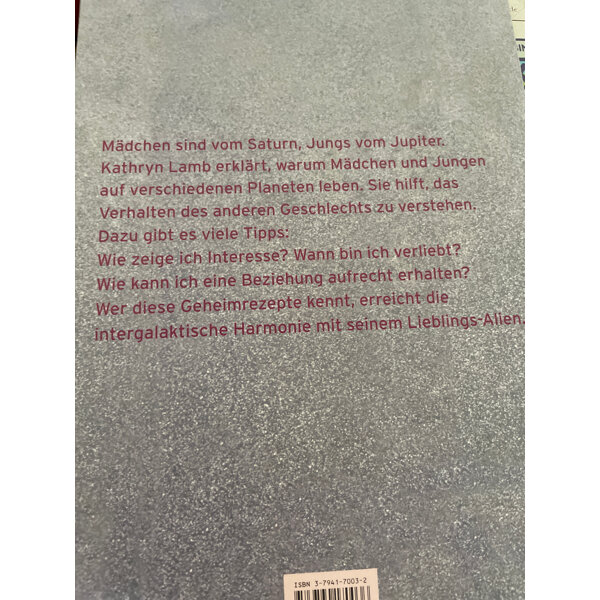 Mädchen sind vom Saturn, Jungs vom Jupiter.
Kathryn Lamb erklärt, warum Mädchen und Jungen
auf verschiedenen Planeten leben. Sie hilft, das
Verhalten des anderen Geschlechts zu verstehen.
Dazu gibt es viele Tipps:
Wie zeige ich Interesse? Wann bin ich verliebt?
Wie kann ich eine Beziehung aufrecht erhalten?
Wer diese Geheimrezepte kennt, erreicht die
intergalaktische Harmonie mit seinem Lieblings-Alien.
ISBN 3-7941-7003-2